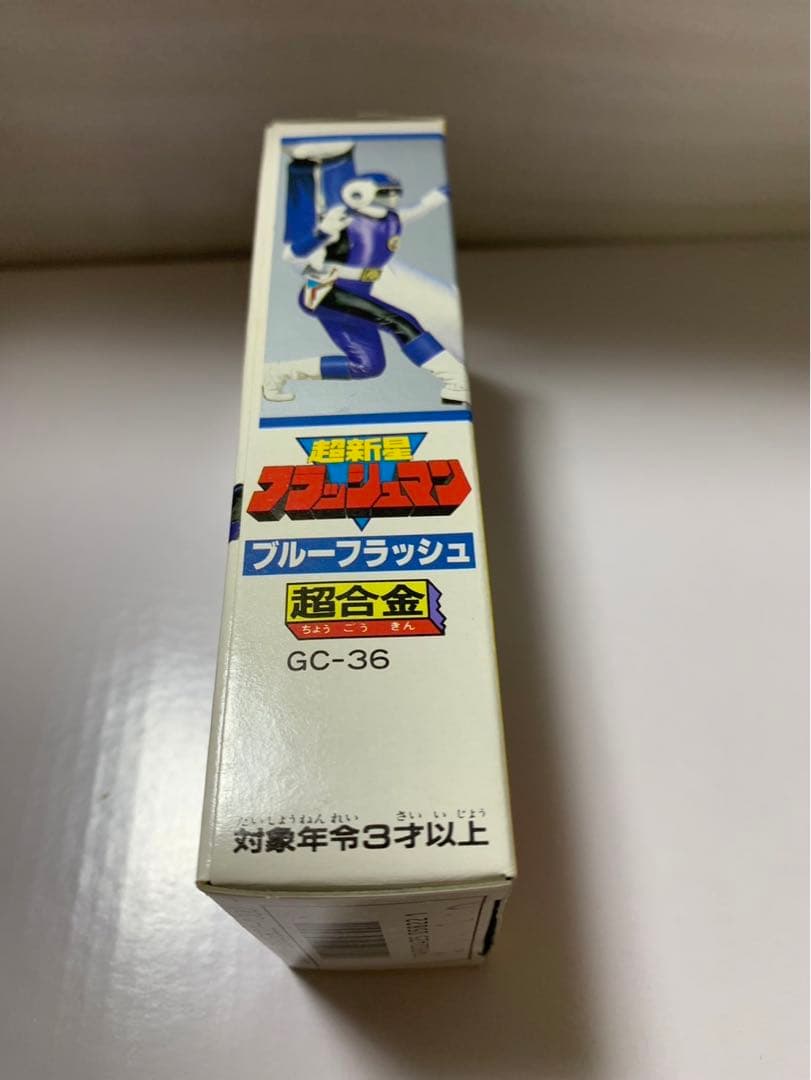 超新星
フラッシュマン
ブルーフラッシュ
超合金
ちょう ごう きん
GC-36
たいしょうねんれい さいいじょう
対象年令3才以上